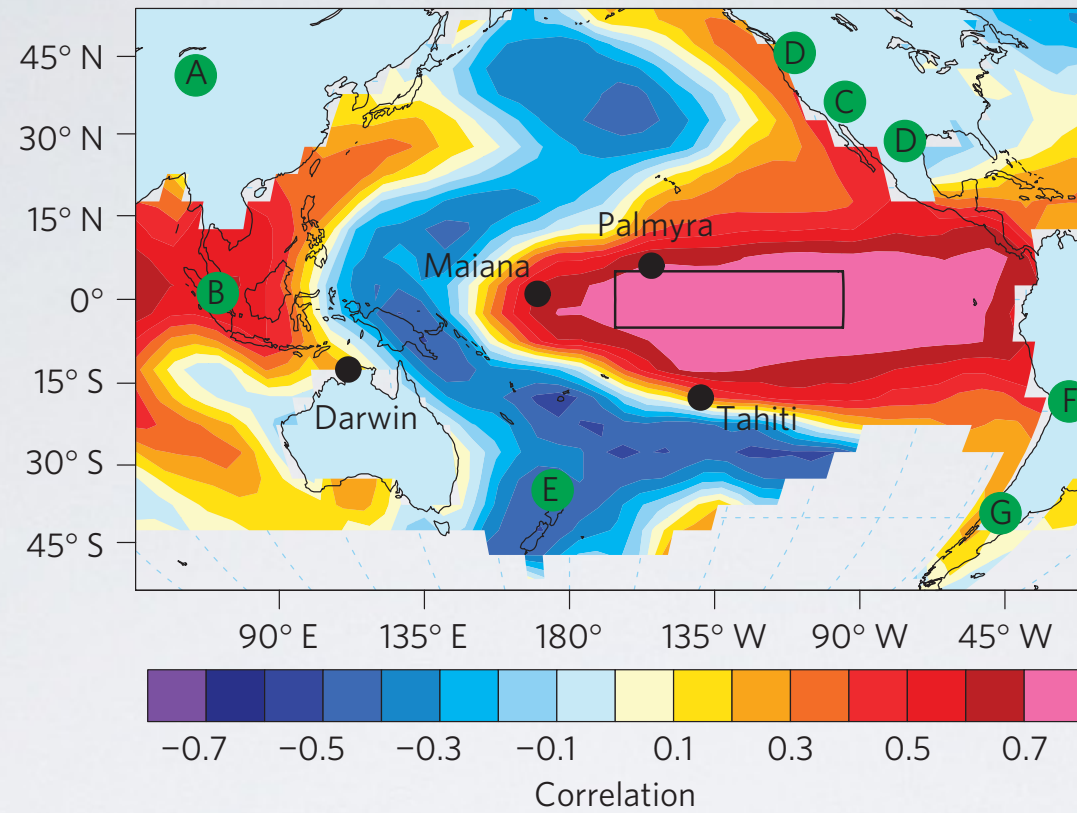 45° N
30° N
15° N
0°
15° S
30° S
45° S
A
B
C
D
D
E
F
G
Palmyra
Maiana
Darwin
Tahiti
90° E 135° E 180° 135° W 90° W 45° W
−0.7 −0.5 −0.3 −0.1 0.1 0.3 0.5 0.7
Correlation